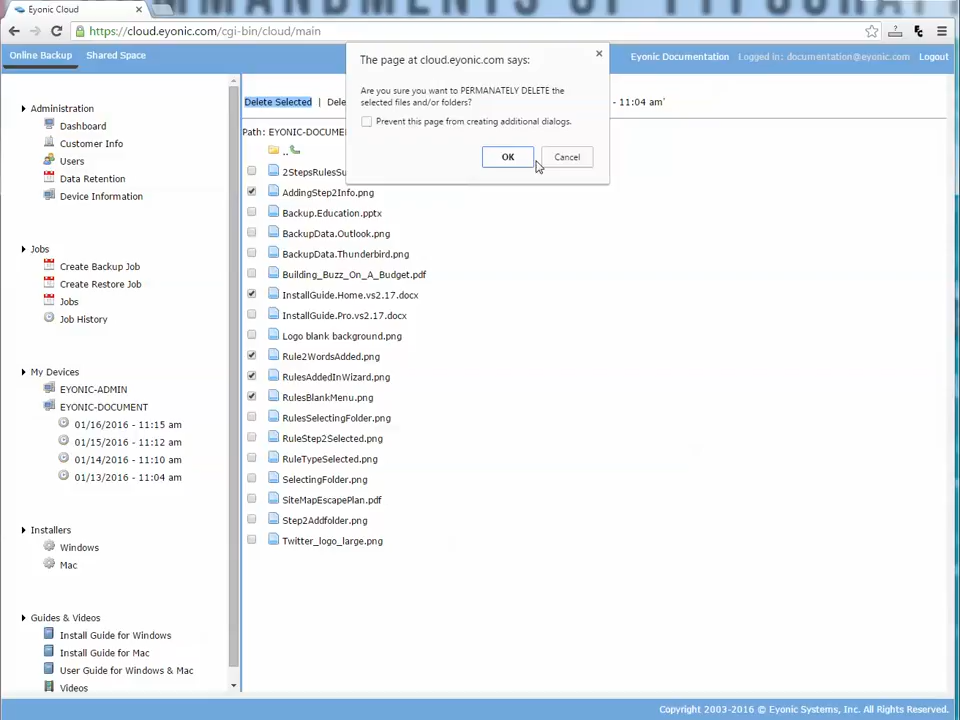 Eyonic Cloud
https://cloud.eyonic.com/cgi-bin/cloud/main
Online Backup Shared Space Eyonic Documentation Logged in: documentation@eyonic.com Logout
The page at cloud.eyonic.com says:
Are you sure you want to PERMANATELY DELETE the
selected files and/or folders?
Prevent this page from creating additional dialogs.
OK Cancel
Administration
Dashboard
Customer Info
Users
Data Retention
Device Information
Jobs
Create Backup Job
Create Restore Job
Jobs
Job History
My Devices
EYONIC-ADMIN
EYONIC-DOCUMENT
01/16/2016 - 11:15 am
01/15/2016 - 11:12 am
01/14/2016 - 11:10 am
01/13/2016 - 11:04 am
Installers
Windows
Mac
Guides & Videos
Install Guide for Windows
Install Guide for Mac
User Guide for Windows & Mac
Videos
Delete Selected | Dele - 11:04 am'
Path: EYONIC-DOCUME
..
2StepsRulesSu
AddingStep2Info.png
Backup.Education.pptx
BackupData.Outlook.png
BackupData.Thunderbird.png
Building_Buzz_On_A_Budget.pdf
InstallGuide.Home.vs2.17.docx
InstallGuide.Pro.vs2.17.docx
Logo blank background.png
Rule2WordsAdded.png
RulesAddedInWizard.png
RulesBlankMenu.png
RulesSelectingFolder.png
RuleStep2Selected.png
RuleTypeSelected.png
SelectingFolder.png
SiteMapEscapePlan.pdf
Step2Addfolder.png
Twitter_logo_large.png
Copyright 2003-2016 © Eyonic Systems, Inc. All Rights Reserved.